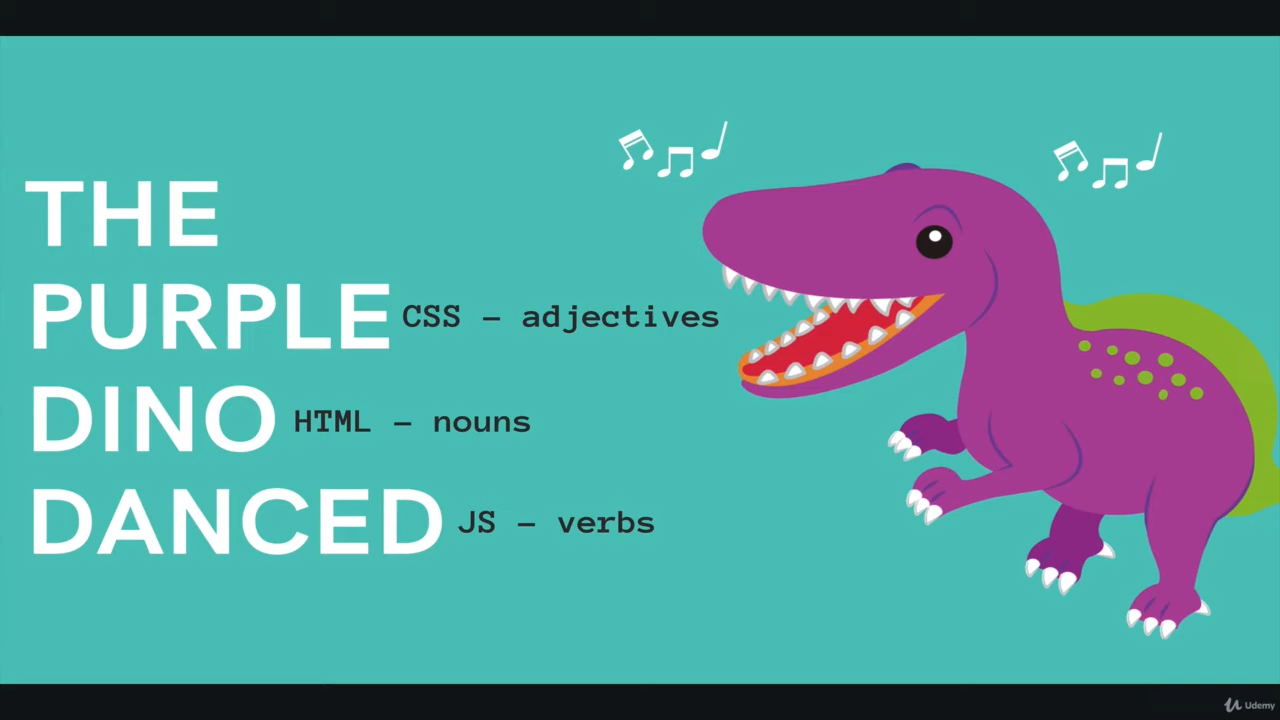 THE
PURPLE CSS – adjectives
DINO HTML – nouns
DANCED JS – verbs
Udemy